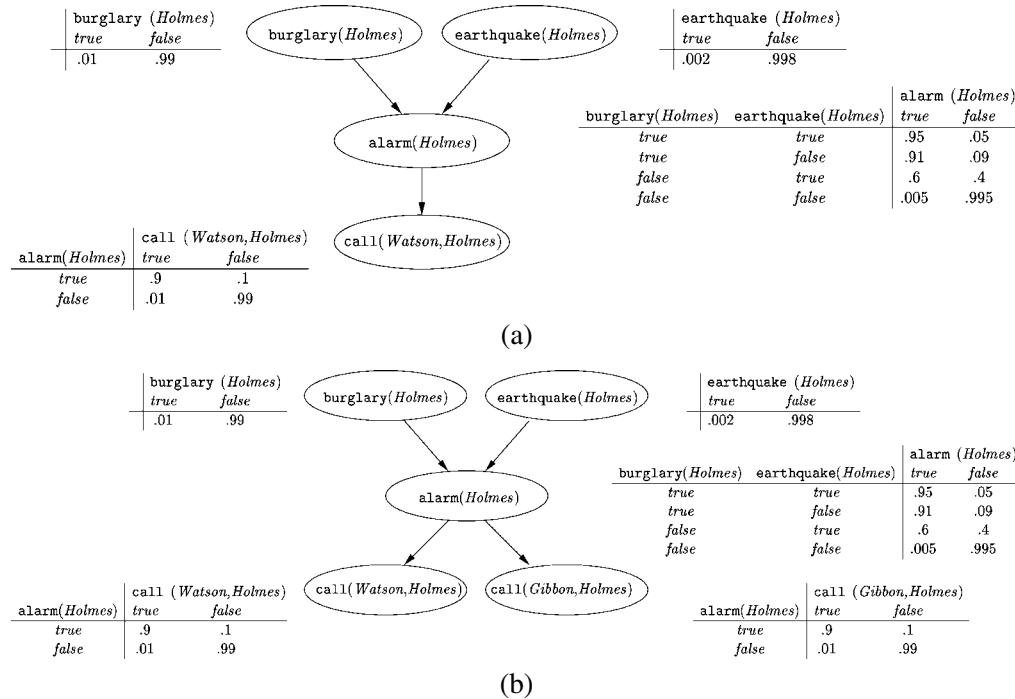 burglary (Holmes)
true false
.01 .99
burglary(Holmes)
earthquake(Holmes)
earthquake (Holmes)
true false
.002 .998
alarm (Holmes)
burglary(Holmes) earthquake(Holmes) true false
true true .95 .05
true false .91 .09
false true .6 .4
false false .005 .995
alarm(Holmes)
call(Watson,Holmes)
call (Watson,Holmes)
alarm(Holmes) true false
true .9 .1
false .01 .99
(a)
burglary (Holmes)
true false
.01 .99
burglary(Holmes)
earthquake(Holmes)
earthquake (Holmes)
true false
.002 .998
alarm (Holmes)
burglary(Holmes) earthquake(Holmes) true false
true true .95 .05
true false .91 .09
false true .6 .4
false false .005 .995
alarm(Holmes)
call(Watson,Holmes)
call(Gibbon,Holmes)
call (Watson,Holmes)
alarm(Holmes) true false
true .9 .1
false .01 .99
call (Gibbon,Holmes)
alarm(Holmes) true false
true .9 .1
false .01 .99
(b)